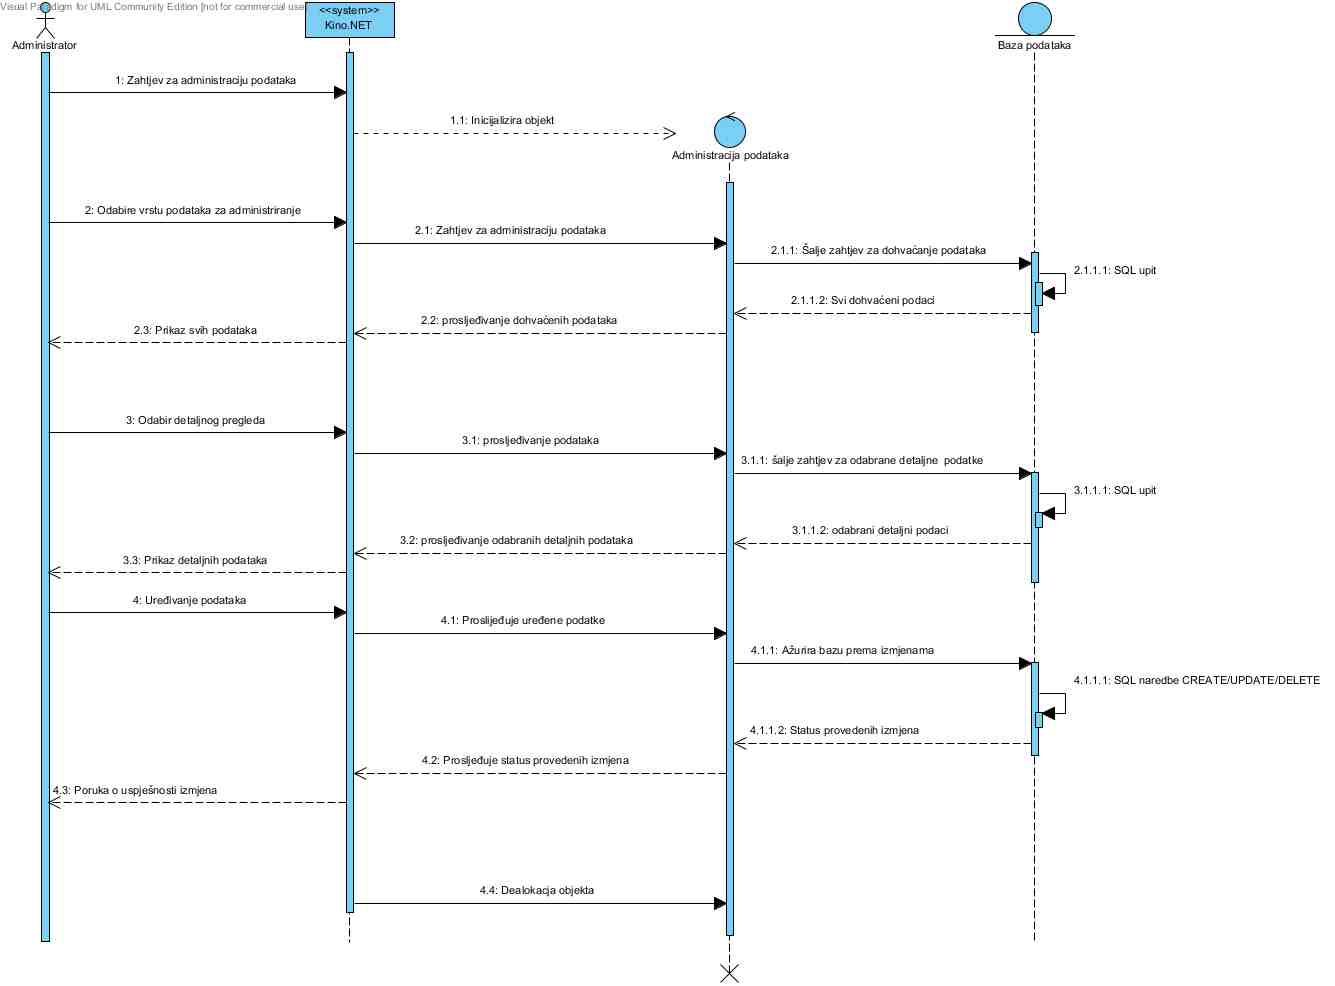 Visual Paradigm for UML Community Edition [not for commercial use]
<<system>>
Kino.NET
Administrator
Baza podataka
1: Zahtjev za administraciju podataka
1.1: Inicijalizira objekt
Administracija podataka
2: Odabire vrstu podataka za administriranje
2.1: Zahtjev za administraciju podataka
2.1.1: Šalje zahtjev za dohvaćanje podataka
2.1.1.1: SQL upit
2.1.1.2: Svi dohvaćeni podaci
2.2: prosljeđivanje dohvaćenih podataka
2.3: Prikaz svih podataka
3: Odabir detaljnog pregleda
3.1: prosljeđivanje podataka
3.1.1: šalje zahtjev za odabrane detaljne  podatke
3.1.1.1: SQL upit
3.1.1.2: odabrani detaljni podaci
3.2: prosljeđivanje odabranih detaljnih podataka
3.3: Prikaz detaljnih podataka
4: Uređivanje podataka
4.1: Proslijeđuje uređene podatke
4.1.1: Ažurira bazu prema izmjenama
4.1.1.1: SQL naredbe CREATE/UPDATE/DELETE
4.1.1.2: Status provedenih izmjena
4.2: Prosljeđuje status provedenih izmjena
4.3: Poruka o uspješnosti izmjena
4.4: Dealokacija objekta